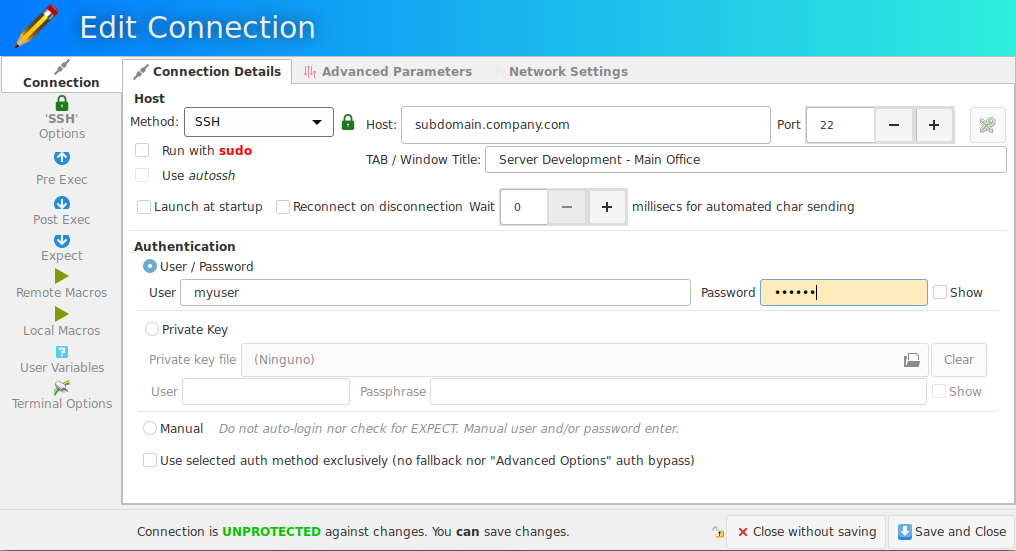 Edit Connection
Connection
'SSH'
Options
Pre Exec
Post Exec
Expect
Remote Macros
Local Macros
User Variables
Terminal Options
Connection Details
Advanced Parameters
Network Settings
Host
Method: SSH Host: subdomain.company.com Port 22 − +
Run with sudo
TAB / Window Title: Server Development - Main Office
Use autossh
Launch at startup Reconnect on disconnection Wait 0 − + millisecs for automated char sending
Authentication
User / Password
User myuser Password •••••• Show
Private Key
Private key file (Ninguno) Clear
User Passphrase Show
Manual Do not auto-login nor check for EXPECT. Manual user and/or password enter.
Use selected auth method exclusively (no fallback nor "Advanced Options" auth bypass)
Connection is UNPROTECTED against changes. You can save changes.
Close without saving
Save and Close